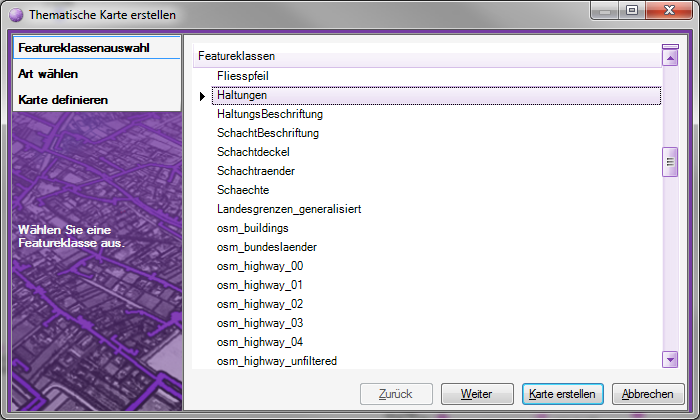 Thematische Karte erstellen
Featureklassenauswahl
Art wählen
Karte definieren
Wählen Sie eine
Featureklasse aus.
Featureklassen
Fliesspfeil
Haltungen
HaltungsBeschriftung
SchachtBeschriftung
Schachtdeckel
Schachtraender
Schaechte
Landesgrenzen_generalisiert
osm_buildings
osm_bundeslaender
osm_highway_00
osm_highway_01
osm_highway_02
osm_highway_03
osm_highway_04
osm_highway_unfiltered
Zurück Weiter Karte erstellen Abbrechen